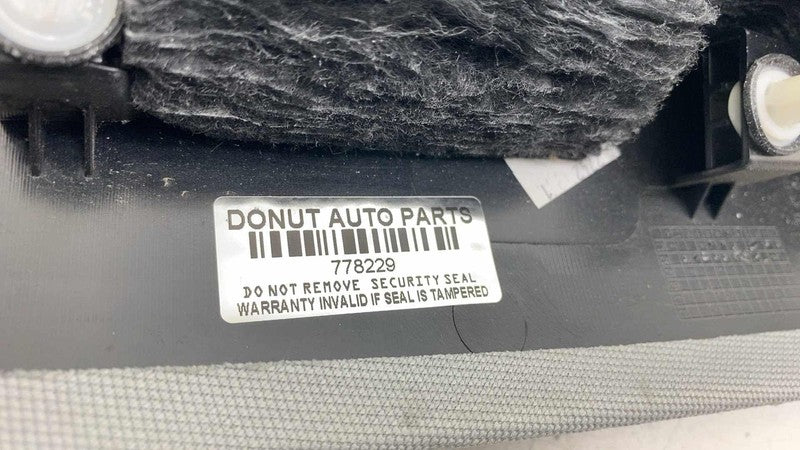 DONUT AUTO PARTS
778229
DO NOT REMOVE SECURITY SEAL
WARRANTY INVALID IF SEAL IS TAMPERED